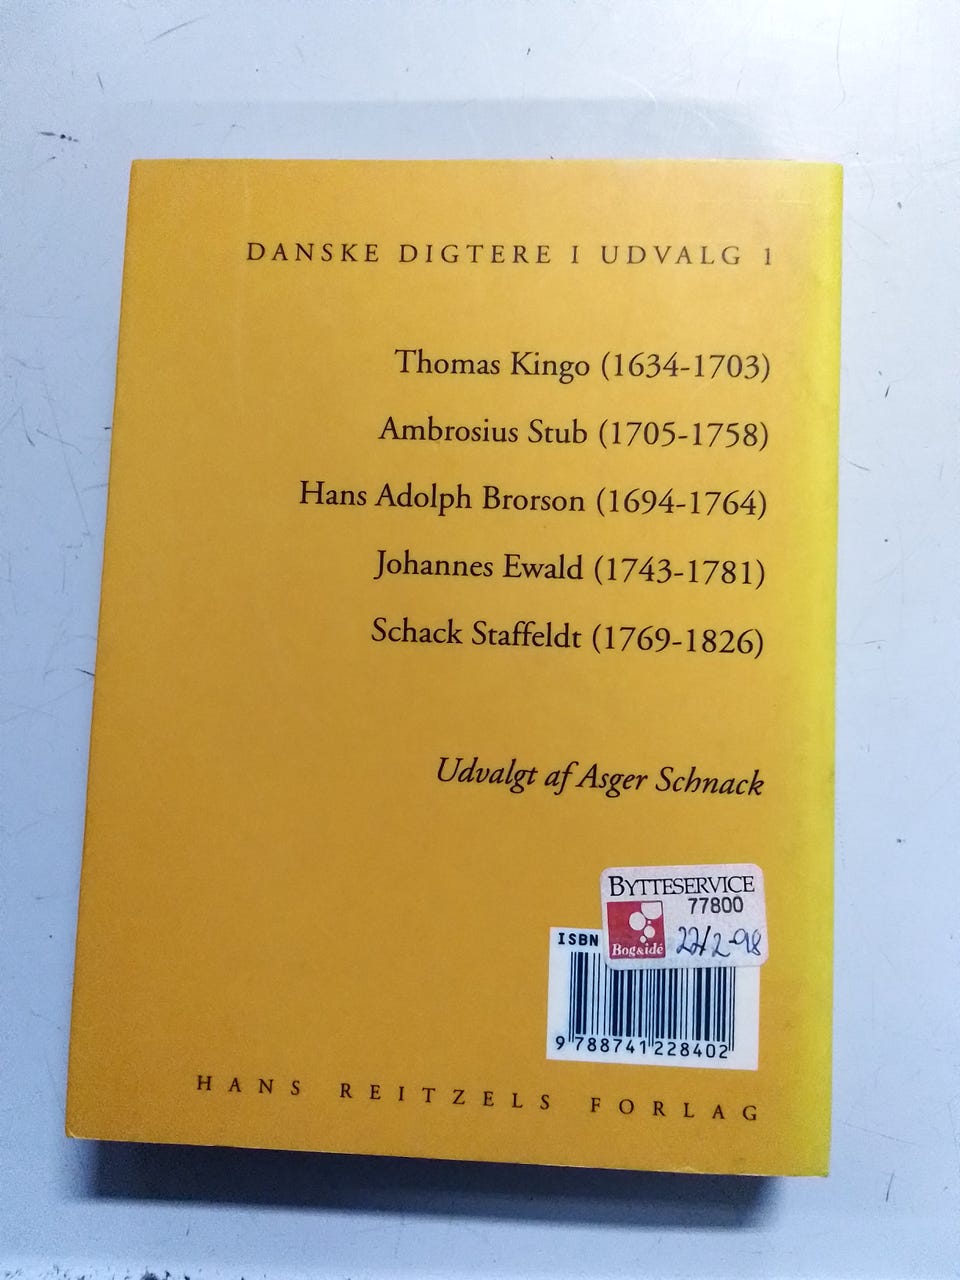 DANSKE DIGTERE I UDVALG 1
Thomas Kingo (1634-1703)
Ambrosius Stub (1705-1758)
Hans Adolph Brorson (1694-1764)
Johannes Ewald (1743-1781)
Schack Staffeldt (1769-1826)
Udvalgt af Asger Schnack
BYTTESERVICE
77800
Bog&idé
22/2-98
ISBN
9 788741 228402
HANS REITZELS FORLAG